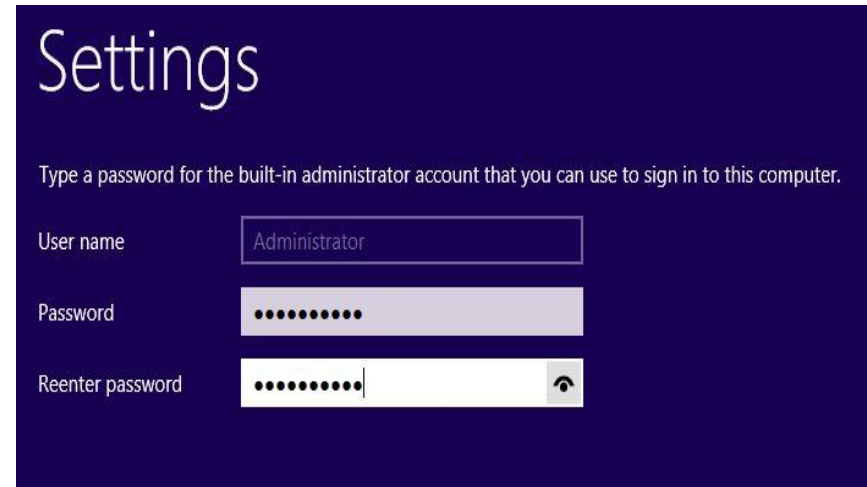 Settings
Type a password for the built-in administrator account that you can use to sign in to this computer.
User name
Administrator
Password
••••••••••
Reenter password
••••••••••